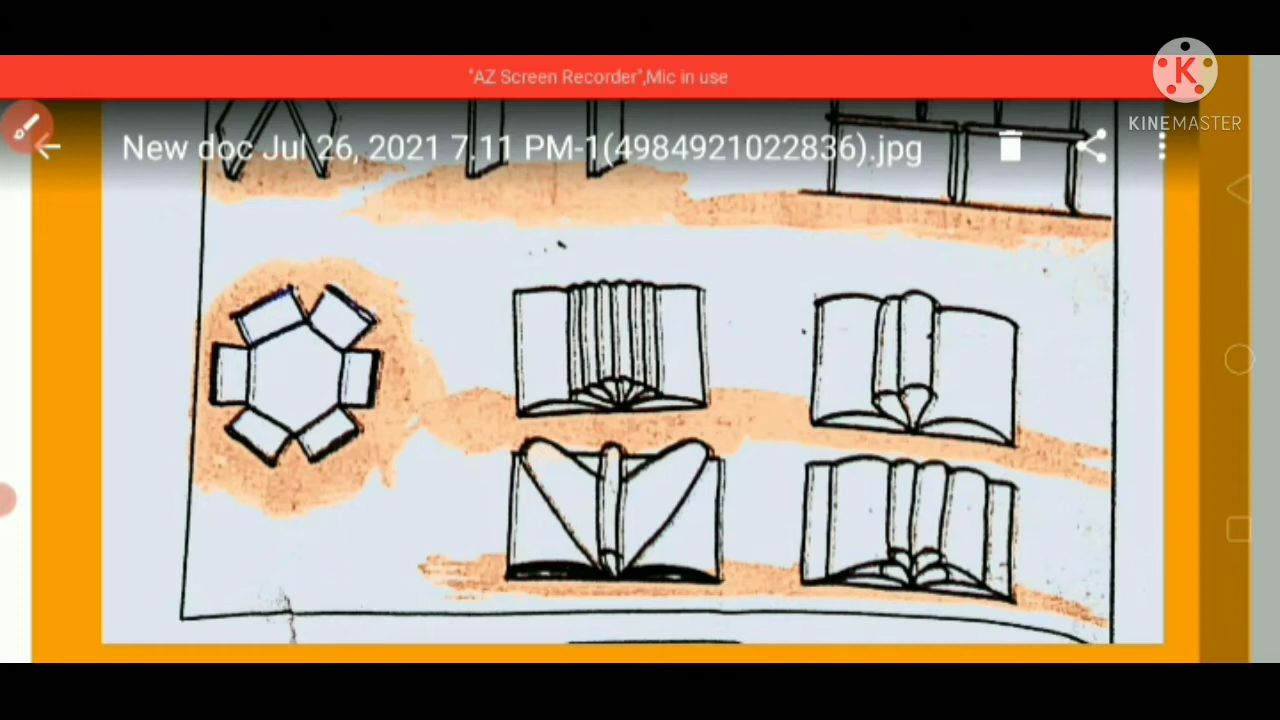 "AZ Screen Recorder",Mic in use
KINEMASTER
New doc Jul 26, 2021 7.11 PM-1(4984921022836).jpg